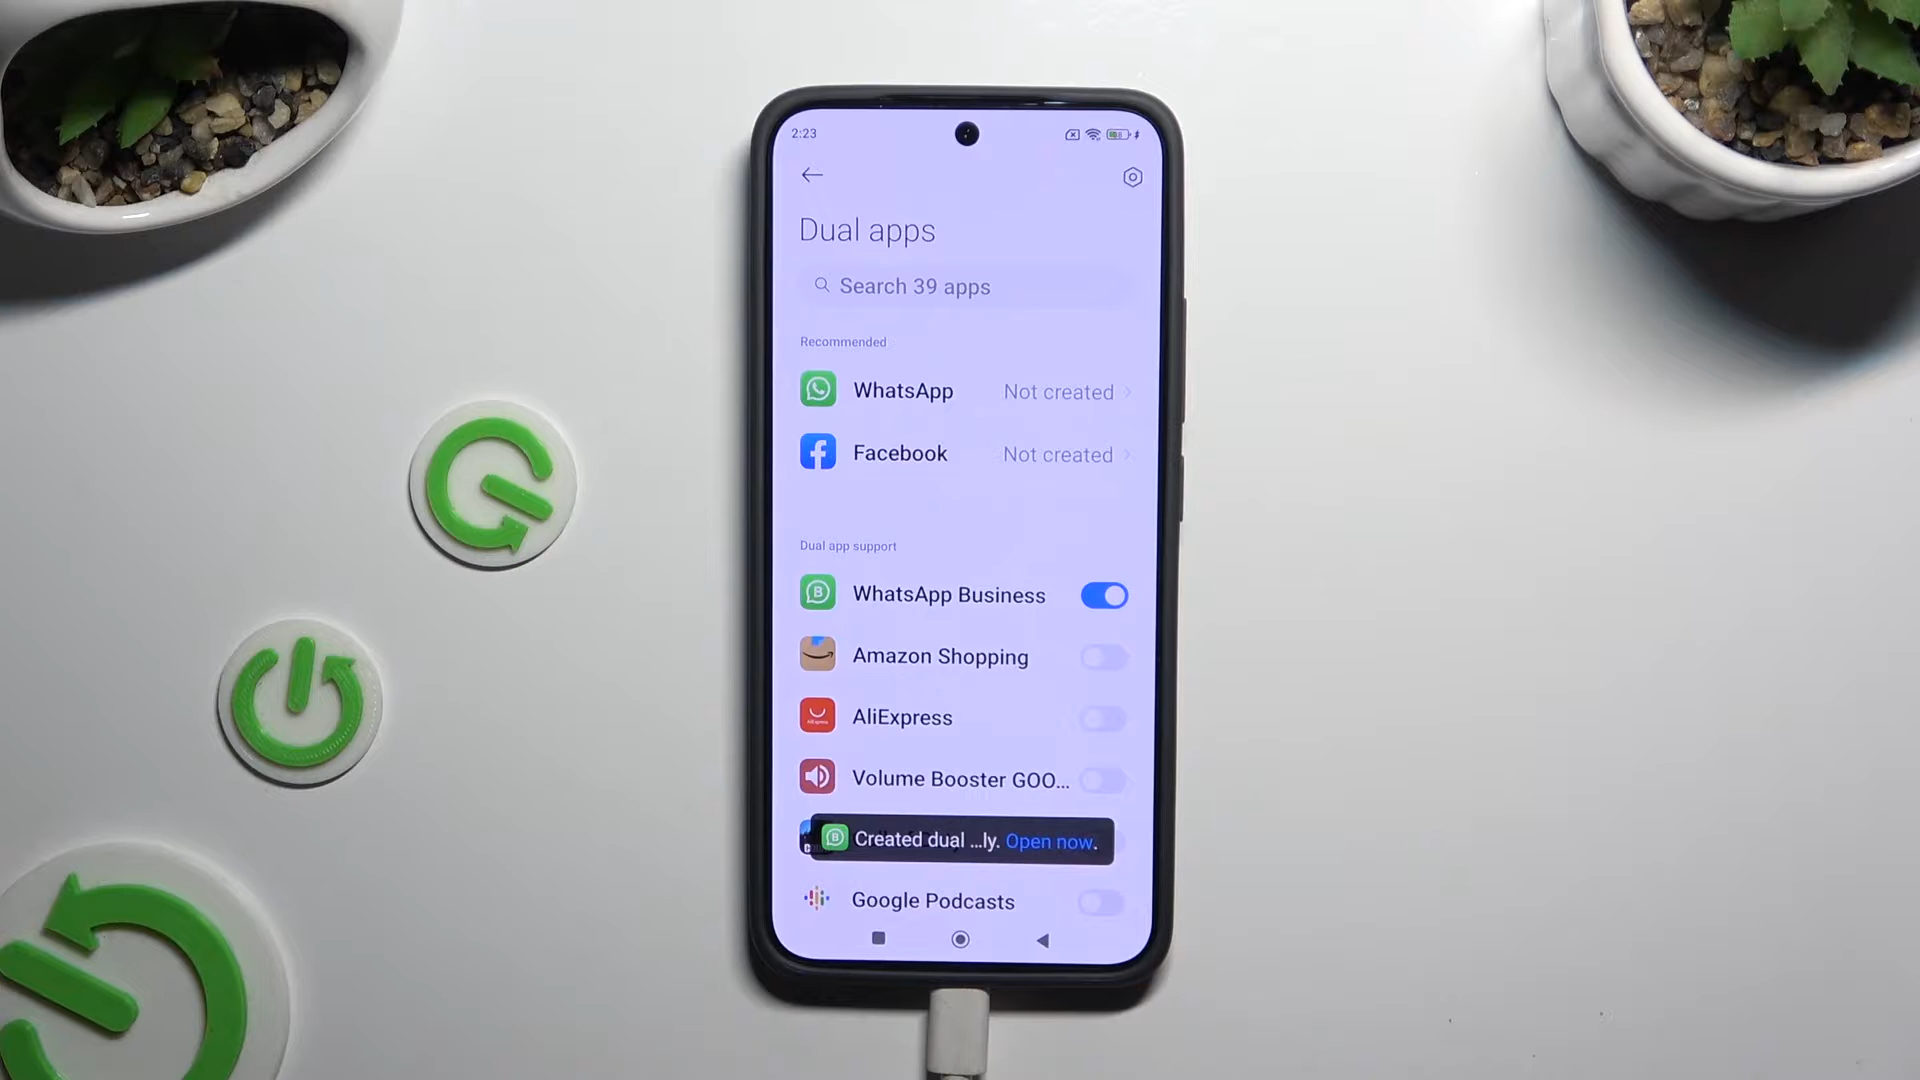 2:23
Dual apps
Search 39 apps
Recommended
WhatsApp Not created
Facebook Not created
Dual app support
WhatsApp Business
Amazon Shopping
AliExpress
Volume Booster GOO...
Created dual ...ly. Open now.
Google Podcasts